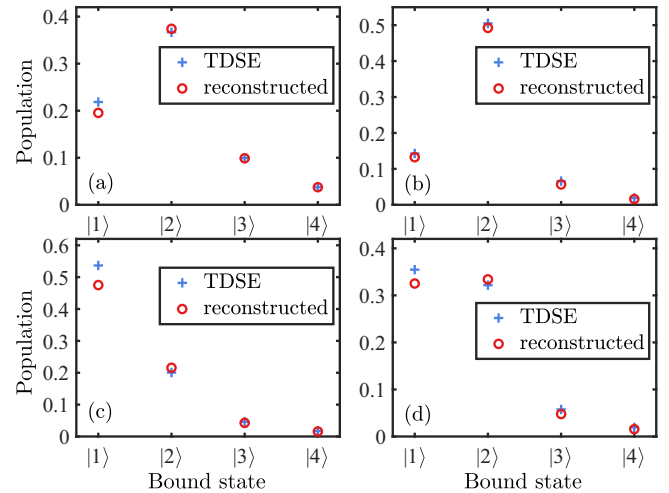 0.4
0.3
0.2
0.1
0
Population
TDSE
reconstructed
(a)
|1⟩ |2⟩ |3⟩ |4⟩
0.5
0.4
0.3
0.2
0.1
0
TDSE
reconstructed
(b)
|1⟩ |2⟩ |3⟩ |4⟩
0.6
0.5
0.4
0.3
0.2
0.1
0
Population
TDSE
reconstructed
(c)
|1⟩ |2⟩ |3⟩ |4⟩
Bound state
0.4
0.3
0.2
0.1
0
TDSE
reconstructed
(d)
|1⟩ |2⟩ |3⟩ |4⟩
Bound state